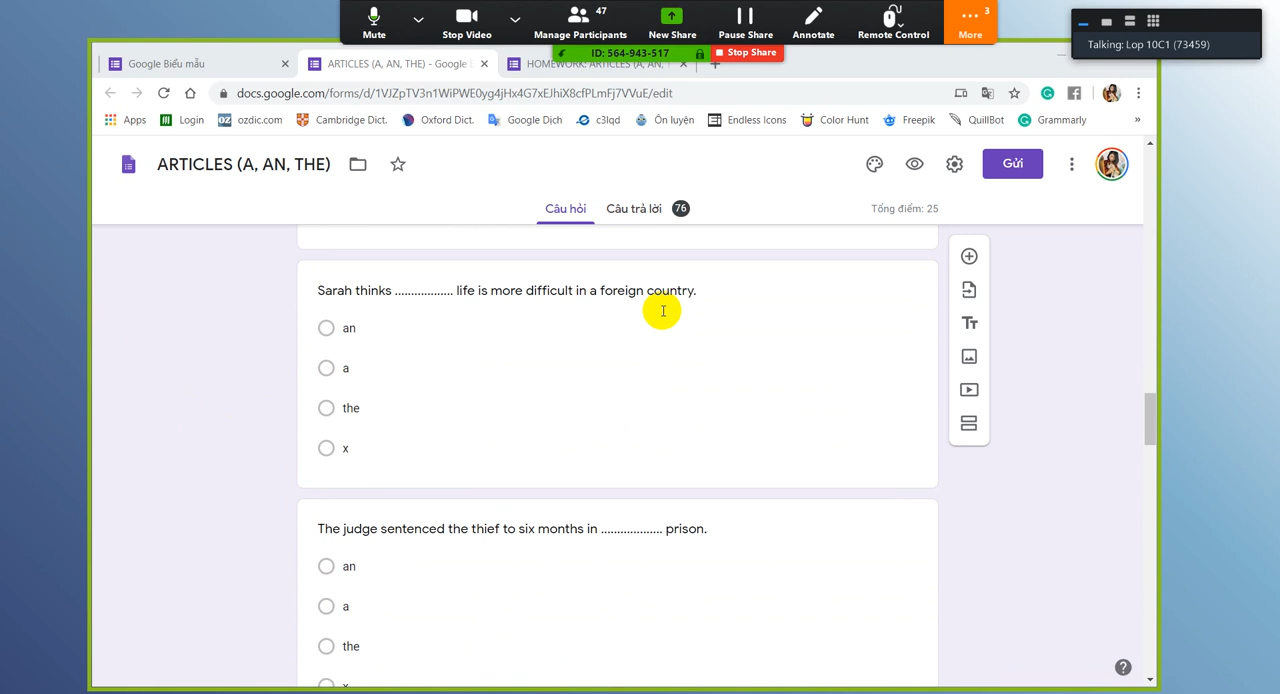 47
3
Mute
Stop Video
Manage Participants
New Share
Pause Share
Annotate
Remote Control
More
ID: 564-943-517
Stop Share
Talking: Lop 10C1 (73459)
Google Biểu mẫu
ARTICLES (A, AN, THE) - Google
HOMEWORK: ARTICLES (A, AN,
docs.google.com/forms/d/1VJZpTV3n1WiPWE0yg4jHx4G7xEJhiX8cfPLmFj7VVuE/edit
Apps
Login
ozdic.com
Cambridge Dict.
Oxford Dict.
Google Dịch
c3lqd
Ôn luyện
Endless Icons
Color Hunt
Freepik
QuillBot
Grammarly
»
ARTICLES (A, AN, THE)
Gửi
Câu hỏi
Câu trả lời
76
Tổng điểm: 25
Sarah thinks .................. life is more difficult in a foreign country.
an
a
the
x
The judge sentenced the thief to six months in ................... prison.
an
a
the
x